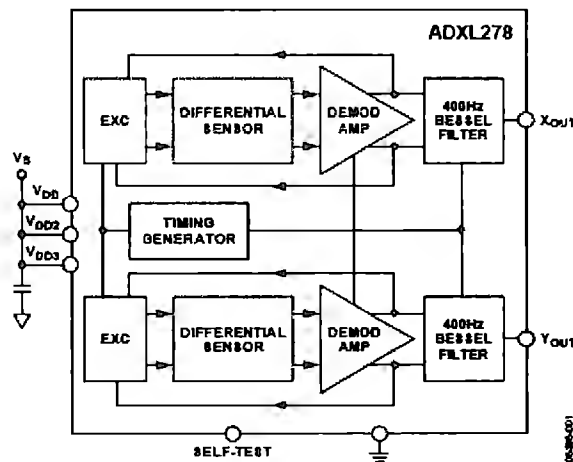 ADXL278
EXC
DIFFERENTIAL
SENSOR
DEMOD
AMP
400Hz
BESSEL
FILTER
XOUT
VS
VDD
VDD2
VDD3
TIMING
GENERATOR
EXC
DIFFERENTIAL
SENSOR
DEMOD
AMP
400Hz
BESSEL
FILTER
YOUT
SELF-TEST